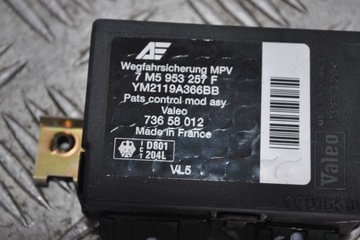 AE
Wegfahrsicherung MPV
7 M5 953 257 F
YM2119A366BB
Pats control mod asy
Valeo
736 58 012
Made in France
I C T D801 204L
V4L5
Valeo